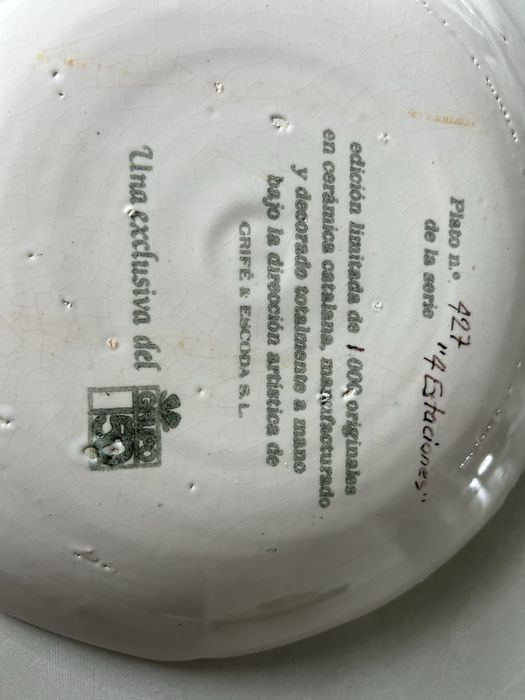 Plato n.º 427
de la serie "4 Estaciones"
edición limitada de 1.000 originales
en cerámica catalana, manufacturado
y decorado totalmente a mano
bajo la dirección artística de
GRIFÉ & ESCODA S.L.
Una exclusiva del
GRUPO